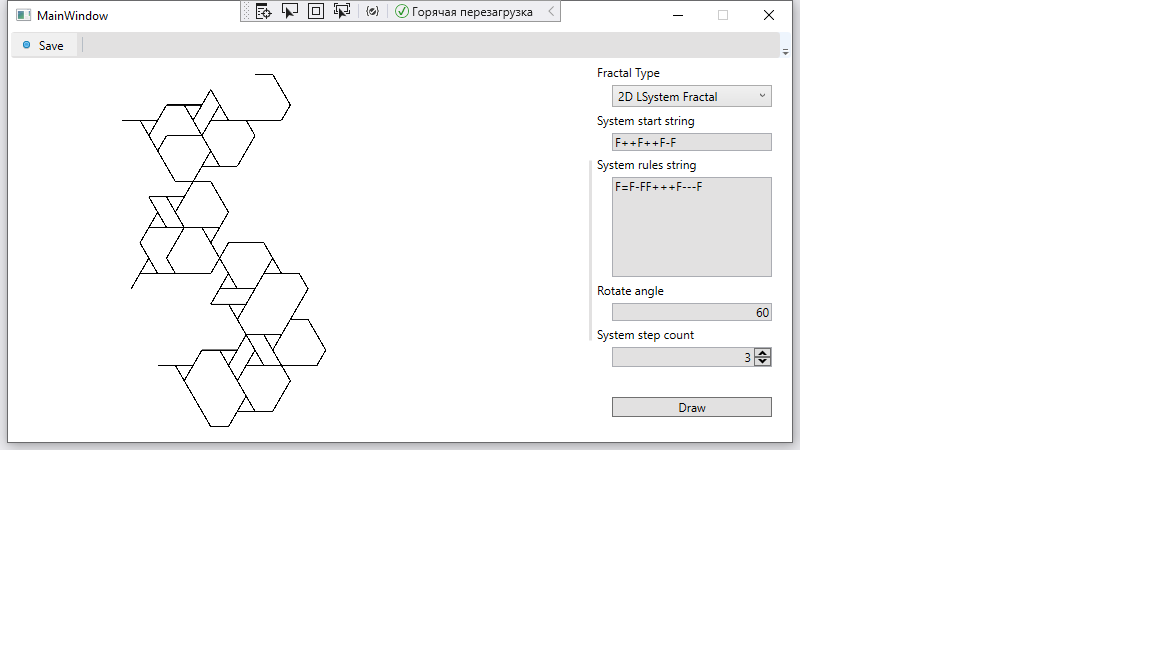 MainWindow
Горячая перезагрузка
Save
Fractal Type
2D LSystem Fractal
System start string
F++F++F-F
System rules string
F=F-FF+++F---F
Rotate angle
60
System step count
3
Draw